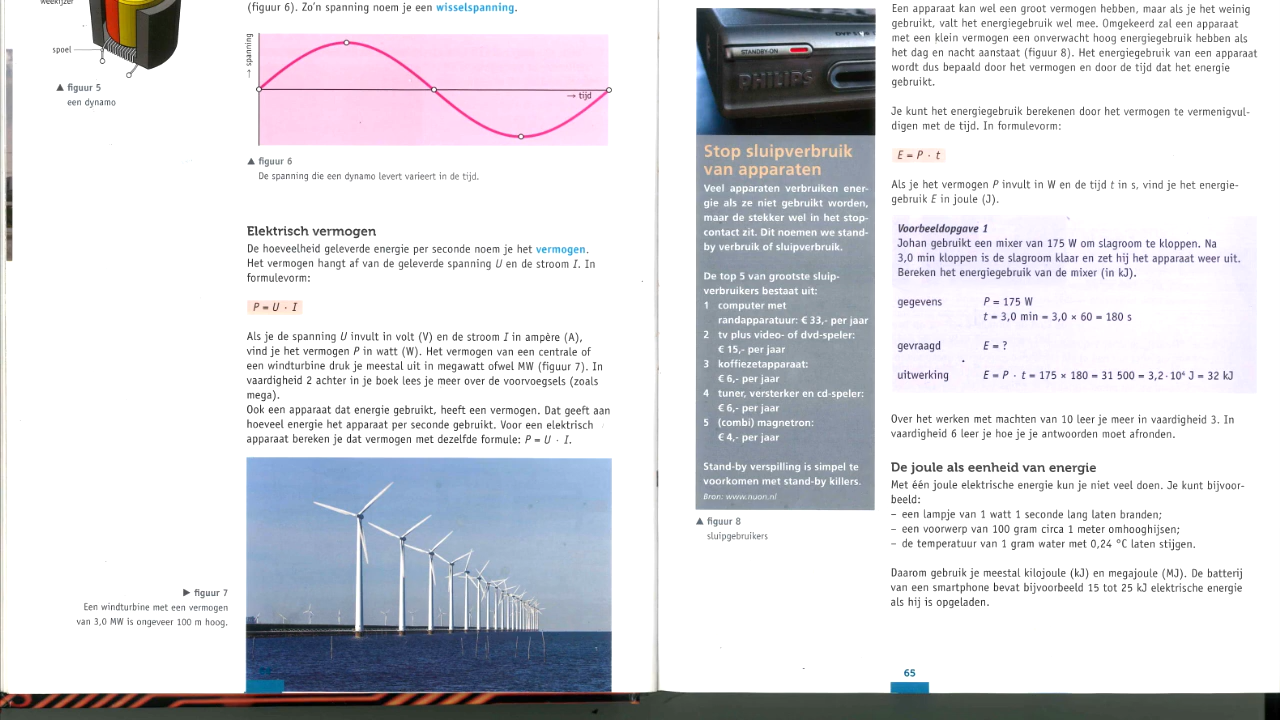 weekijzer
spoel
▲ figuur 5
een dynamo
(figuur 6). Zo'n spanning noem je een wisselspanning.
spanning →
→ tijd
▲ figuur 6
De spanning die een dynamo levert varieert in de tijd.
Elektrisch vermogen
De hoeveelheid geleverde energie per seconde noem je het vermogen.
Het vermogen hangt af van de geleverde spanning U en de stroom I. In
formulevorm:
P = U · I
Als je de spanning U invult in volt (V) en de stroom I in ampère (A),
vind je het vermogen P in watt (W). Het vermogen van een centrale of
een windturbine druk je meestal uit in megawatt ofwel MW (figuur 7). In
vaardigheid 2 achter in je boek lees je meer over de voorvoegsels (zoals
mega).
Ook een apparaat dat energie gebruikt, heeft een vermogen. Dat geeft aan
hoeveel energie het apparaat per seconde gebruikt. Voor een elektrisch
apparaat bereken je dat vermogen met dezelfde formule: P = U · I.
▶ figuur 7
Een windturbine met een vermogen
van 3,0 MW is ongeveer 100 m hoog.
STANDBY-ON
PHILIPS
Stop sluipverbruik
van apparaten
Veel apparaten verbruiken ener-
gie als ze niet gebruikt worden,
maar de stekker wel in het stop-
contact zit. Dit noemen we stand-
by verbruik of sluipverbruik.
De top 5 van grootste sluip-
verbruikers bestaat uit:
1 computer met
randapparatuur: € 33,- per jaar
2 tv plus video- of dvd-speler:
€ 15,- per jaar
3 koffiezetapparaat:
€ 6,- per jaar
4 tuner, versterker en cd-speler:
€ 6,- per jaar
5 (combi) magnetron:
€ 4,- per jaar
Stand-by verspilling is simpel te
voorkomen met stand-by killers.
Bron: www.nuon.nl
▲ figuur 8
sluipgebruikers
Een apparaat kan wel een groot vermogen hebben, maar als je het weinig
gebruikt, valt het energiegebruik wel mee. Omgekeerd zal een apparaat
met een klein vermogen een onverwacht hoog energiegebruik hebben als
het dag en nacht aanstaat (figuur 8). Het energiegebruik van een apparaat
wordt dus bepaald door het vermogen en door de tijd dat het energie
gebruikt.
Je kunt het energiegebruik berekenen door het vermogen te vermenigvul-
digen met de tijd. In formulevorm:
E = P · t
Als je het vermogen P invult in W en de tijd t in s, vind je het energie-
gebruik E in joule (J).
Voorbeeldopgave 1
Johan gebruikt een mixer van 175 W om slagroom te kloppen. Na
3,0 min kloppen is de slagroom klaar en zet hij het apparaat weer uit.
Bereken het energiegebruik van de mixer (in kJ).
gegevens P = 175 W
t = 3,0 min = 3,0 × 60 = 180 s
gevraagd E = ?
uitwerking E = P · t = 175 × 180 = 31 500 = 3,2·10⁴ J = 32 kJ
Over het werken met machten van 10 leer je meer in vaardigheid 3. In
vaardigheid 6 leer je hoe je je antwoorden moet afronden.
De joule als eenheid van energie
Met één joule elektrische energie kun je niet veel doen. Je kunt bijvoor-
beeld:
– een lampje van 1 watt 1 seconde lang laten branden;
– een voorwerp van 100 gram circa 1 meter omhooghijsen;
– de temperatuur van 1 gram water met 0,24 °C laten stijgen.
Daarom gebruik je meestal kilojoule (kJ) en megajoule (MJ). De batterij
van een smartphone bevat bijvoorbeeld 15 tot 25 kJ elektrische energie
als hij is opgeladen.
65